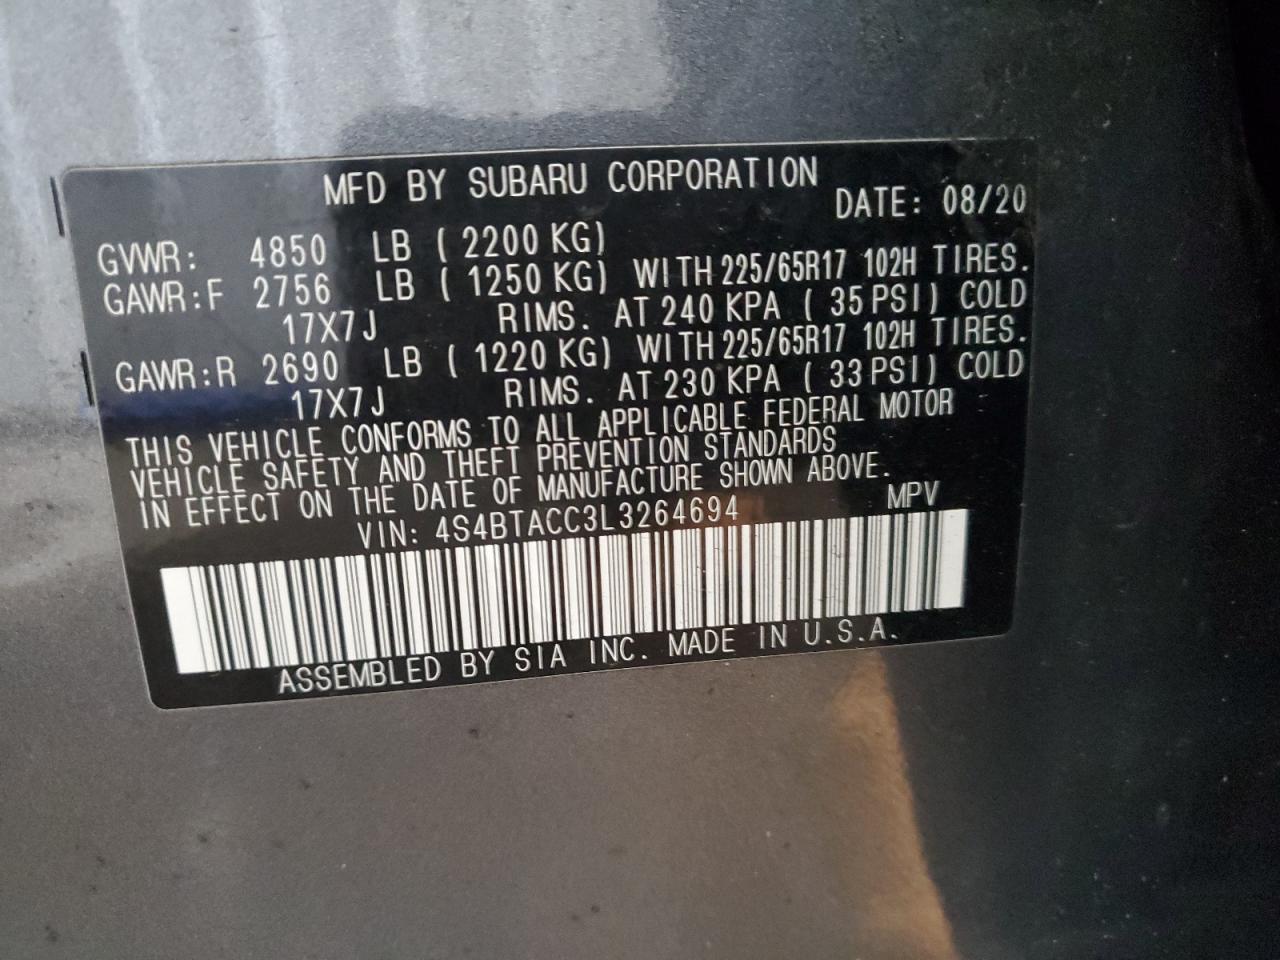 MFD BY SUBARU CORPORATION
DATE: 08/20
GVWR: 4850 LB ( 2200 KG)
GAWR:F 2756 LB ( 1250 KG) WITH 225/65R17 102H TIRES.
17X7J RIMS. AT 240 KPA ( 35 PSI) COLD
GAWR:R 2690 LB ( 1220 KG) WITH 225/65R17 102H TIRES.
17X7J RIMS. AT 230 KPA ( 33 PSI) COLD
THIS VEHICLE CONFORMS TO ALL APPLICABLE FEDERAL MOTOR
VEHICLE SAFETY AND THEFT PREVENTION STANDARDS
IN EFFECT ON THE DATE OF MANUFACTURE SHOWN ABOVE.
VIN: 4S4BTACC3L3264694 MPV
ASSEMBLED BY SIA INC. MADE IN U.S.A.